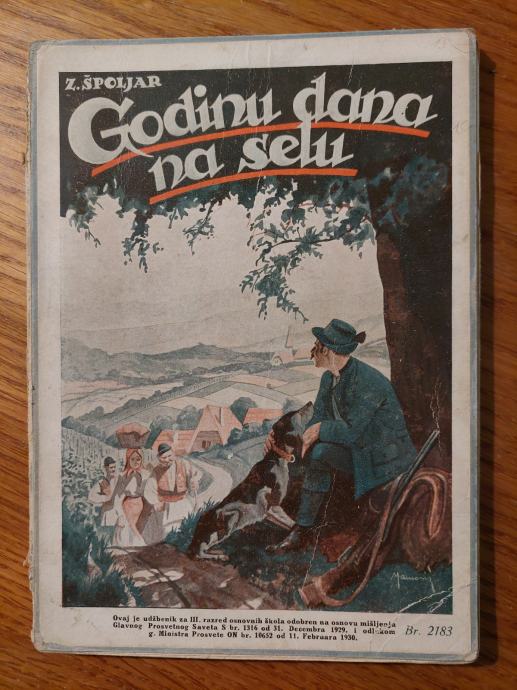 Z. ŠPOLJAR
Godinu dana
na selu
Ovaj je udžbenik za III. razred osnovnih škola odobren na osnovu mišljenja
Glavnog Prosvetnog Saveta S br. 1316 od 31. Decembra 1929. i odlukom
g. Ministra Prosvete ON br. 10652 od 11. Februara 1930.
Br. 2183